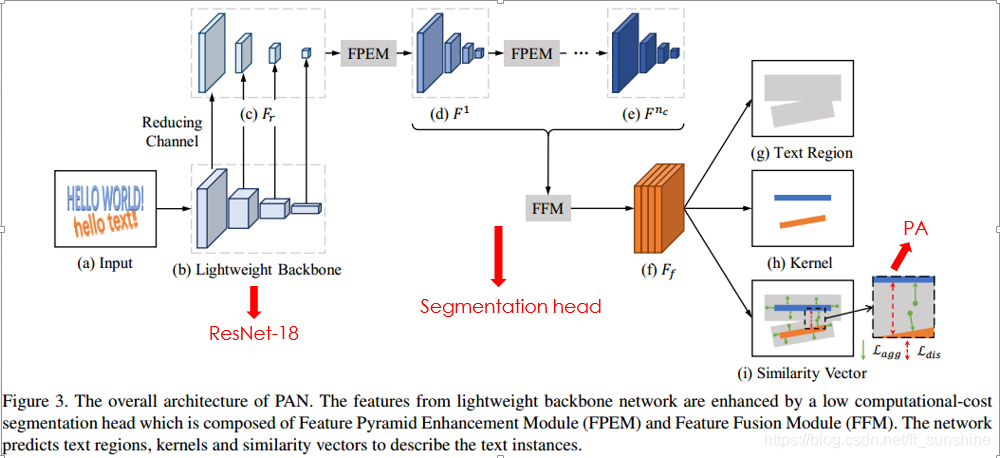 FPEM
FPEM
...
(c) Fᵣ
(d) F¹
(e) Fⁿᶜ
Reducing
Channel
(g) Text Region
HELLO WORLD!
hello text!
FFM
PA
(a) Input
(b) Lightweight Backbone
(f) F_f
(h) Kernel
Segmentation head
ResNet-18
ℒ_agg
ℒ_dis
(i) Similarity Vector
Figure 3. The overall architecture of PAN. The features from lightweight backbone network are enhanced by a low computational-cost
segmentation head which is composed of Feature Pyramid Enhancement Module (FPEM) and Feature Fusion Module (FFM). The network
predicts text regions, kernels and similarity vectors to describe the text instances.
https://blog.csdn.net/ft_sunshine